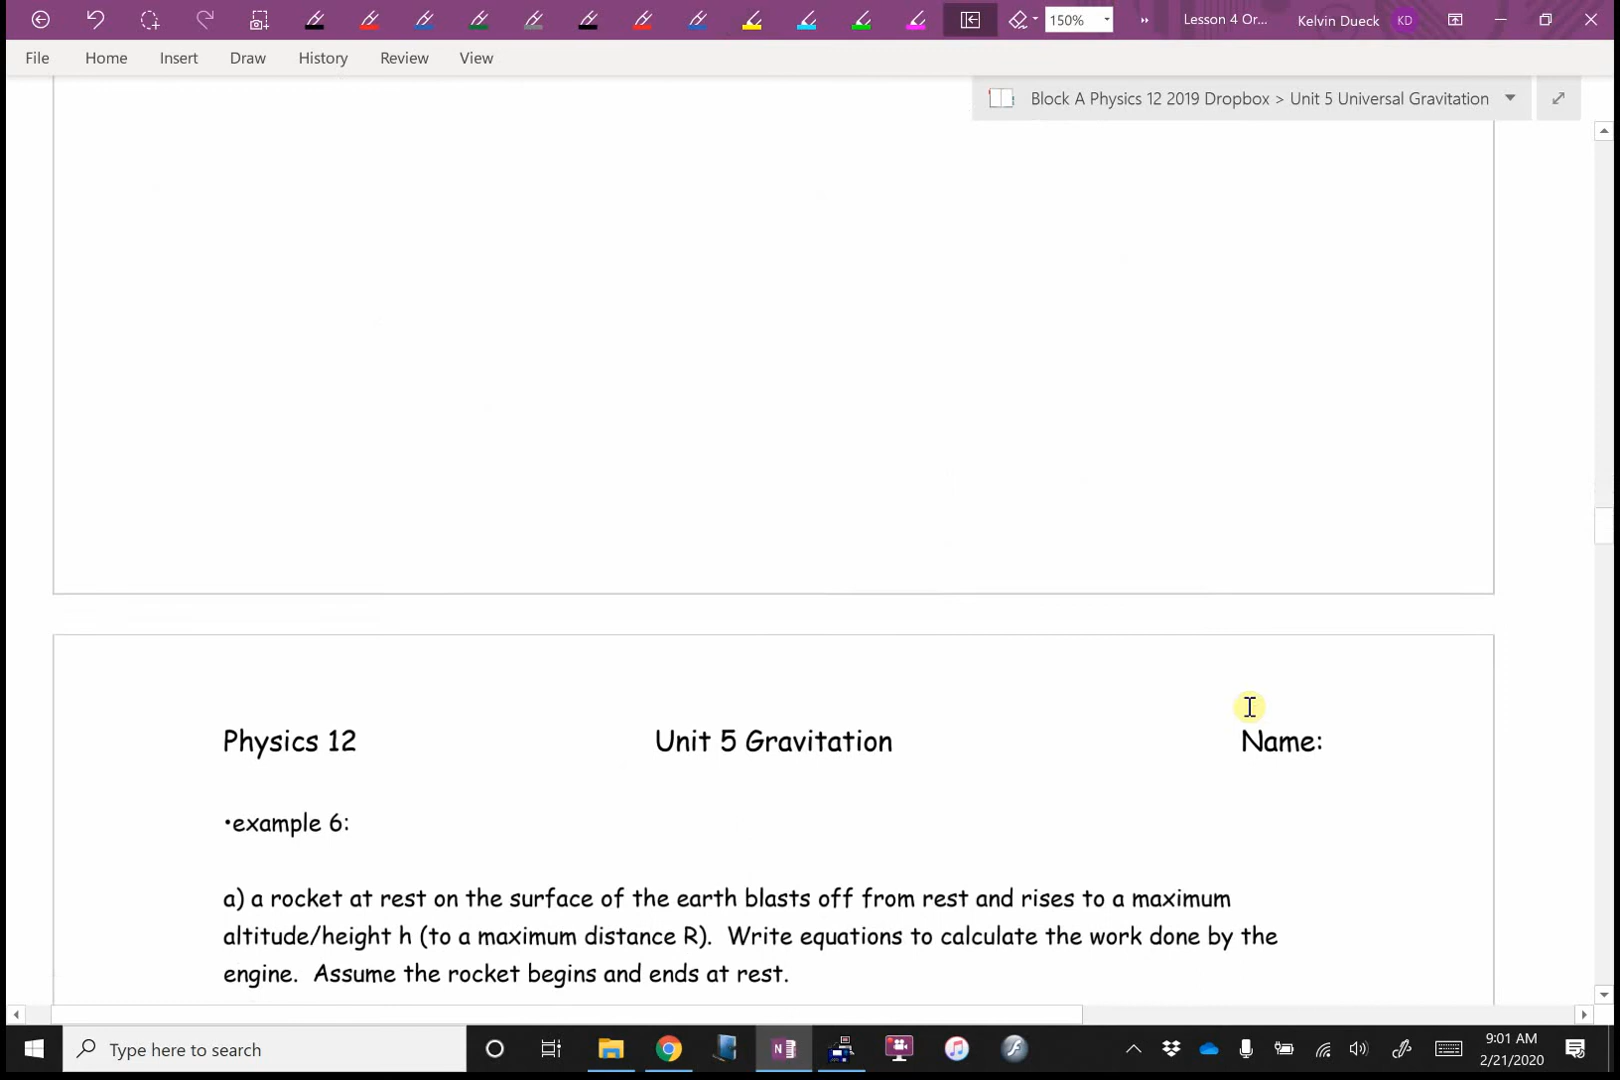 150%
Lesson 4 Or...
Kelvin Dueck
KD
File
Home
Insert
Draw
History
Review
View
Block A Physics 12 2019 Dropbox > Unit 5 Universal Gravitation
Physics 12
Unit 5 Gravitation
Name:
•example 6:
a) a rocket at rest on the surface of the earth blasts off from rest and rises to a maximum
altitude/height h (to a maximum distance R).  Write equations to calculate the work done by the
engine.  Assume the rocket begins and ends at rest.
Type here to search
N
9:01 AM
2/21/2020